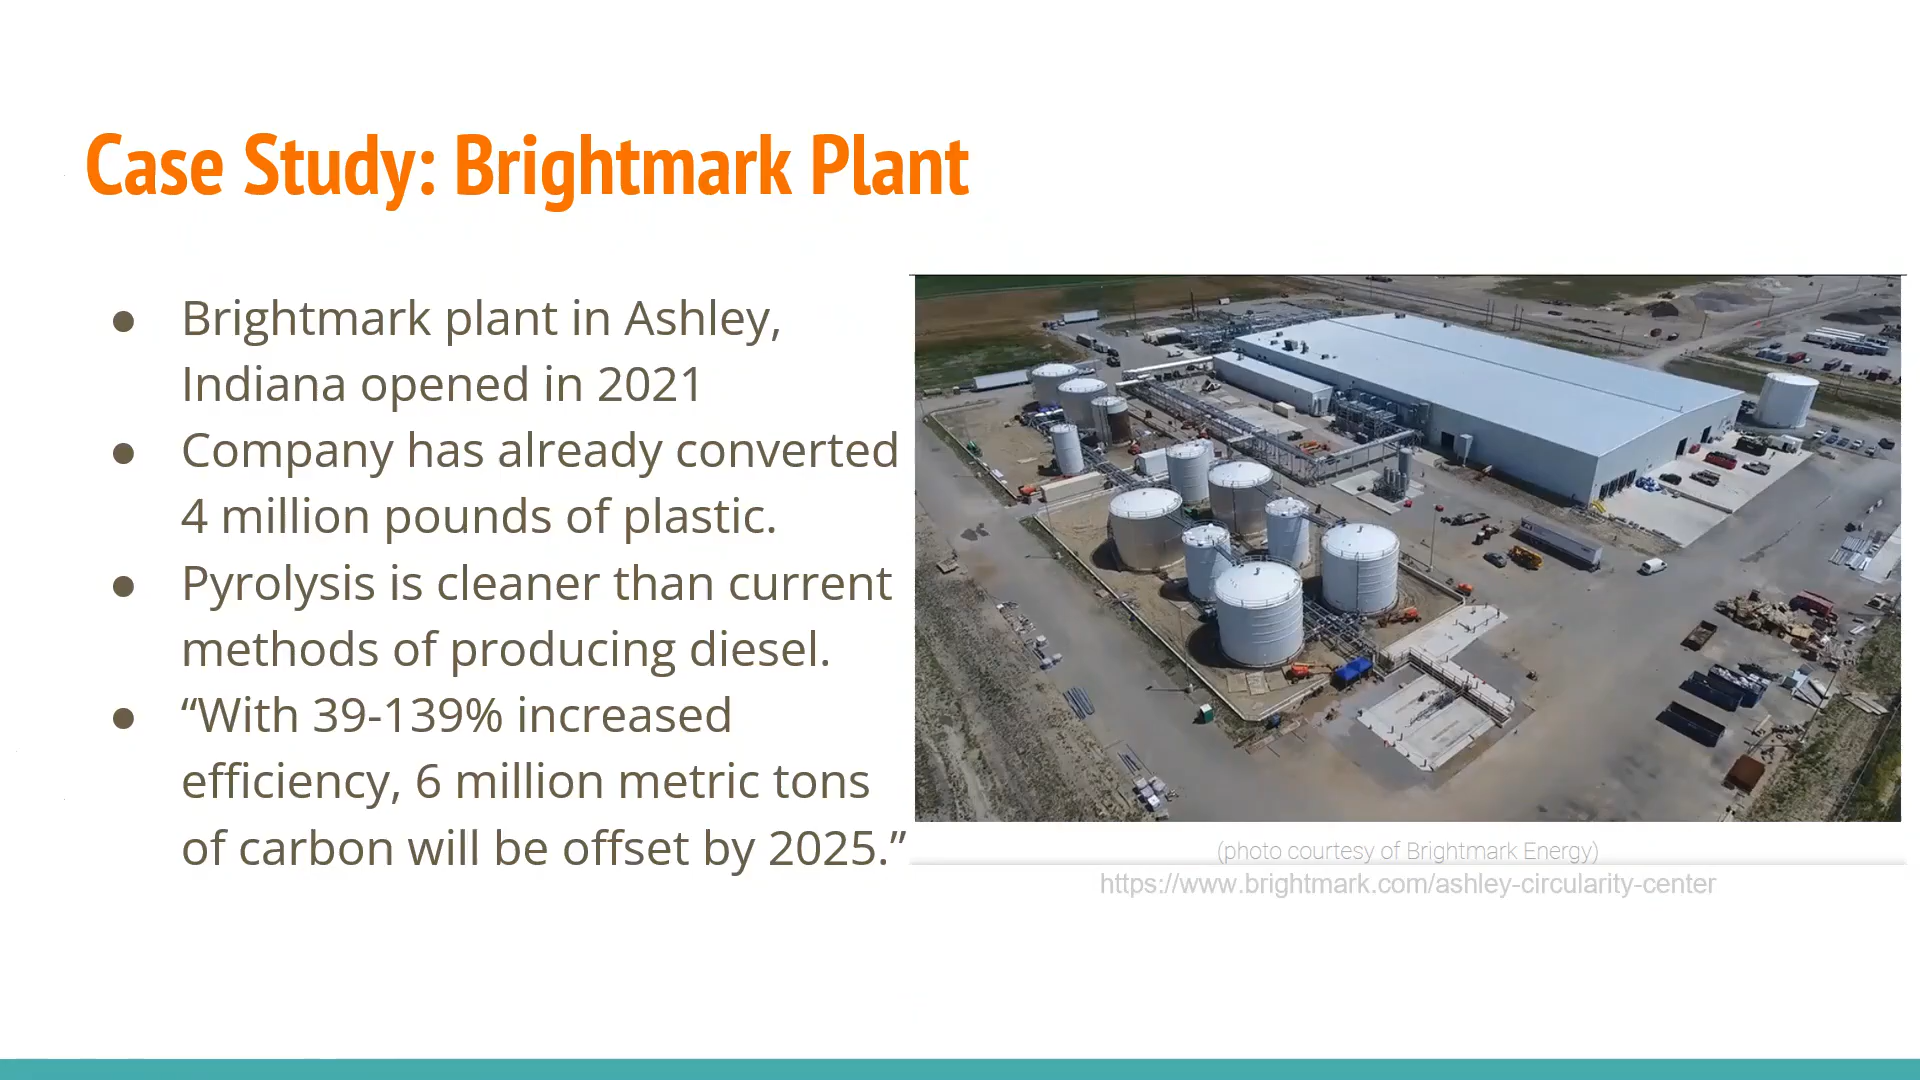 Case Study: Brightmark Plant
● Brightmark plant in Ashley,
Indiana opened in 2021
● Company has already converted
4 million pounds of plastic.
● Pyrolysis is cleaner than current
methods of producing diesel.
● “With 39-139% increased
efficiency, 6 million metric tons
of carbon will be offset by 2025.”
(photo courtesy of Brightmark Energy)
https://www.brightmark.com/ashley-circularity-center